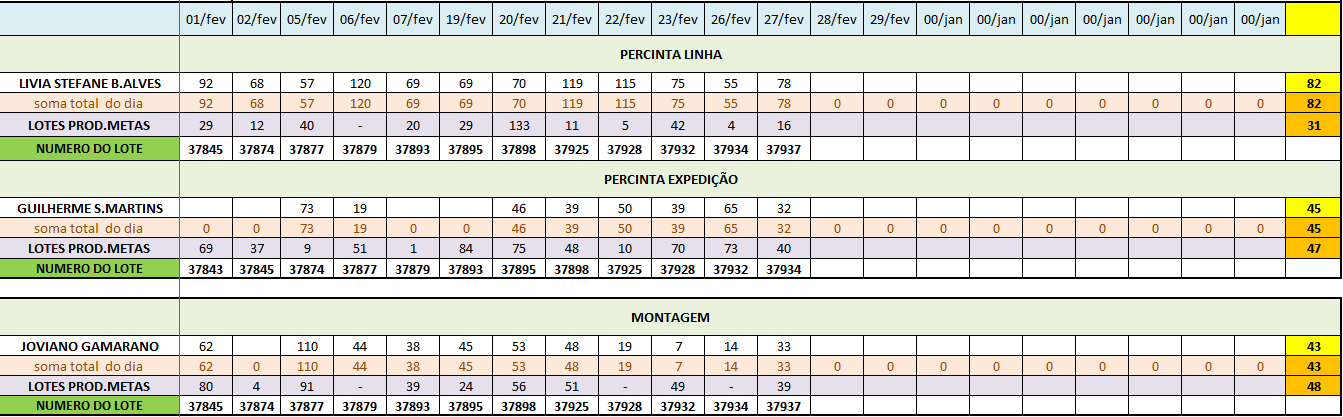 01/fev 02/fev 05/fev 06/fev 07/fev 19/fev 20/fev 21/fev 22/fev 23/fev 26/fev 27/fev 28/fev 29/fev 00/jan 00/jan 00/jan 00/jan 00/jan 00/jan 00/jan
PERCINTA LINHA
LIVIA STEFANE B.ALVES 92 68 57 120 69 69 70 119 115 75 55 78 82
soma total do dia 92 68 57 120 69 69 70 119 115 75 55 78 0 0 0 0 0 0 0 0 0 82
LOTES PROD.METAS 29 12 40 - 20 29 133 11 5 42 4 16 31
NUMERO DO LOTE 37845 37874 37877 37879 37893 37895 37898 37925 37928 37932 37934 37937
PERCINTA EXPEDIÇÃO
GUILHERME S.MARTINS 73 19 46 39 50 39 65 32 45
soma total do dia 0 0 73 19 0 0 46 39 50 39 65 32 0 0 0 0 0 0 0 0 0 45
LOTES PROD.METAS 69 37 9 51 1 84 75 48 10 70 73 40 47
NUMERO DO LOTE 37843 37845 37874 37877 37879 37893 37895 37898 37925 37928 37932 37934
MONTAGEM
JOVIANO GAMARANO 62 110 44 38 45 53 48 19 7 14 33 43
soma total do dia 62 0 110 44 38 45 53 48 19 7 14 33 0 0 0 0 0 0 0 0 0 43
LOTES PROD.METAS 80 4 91 - 39 24 56 51 - 49 - 39 48
NUMERO DO LOTE 37845 37874 37877 37879 37893 37895 37898 37925 37928 37932 37934 37937